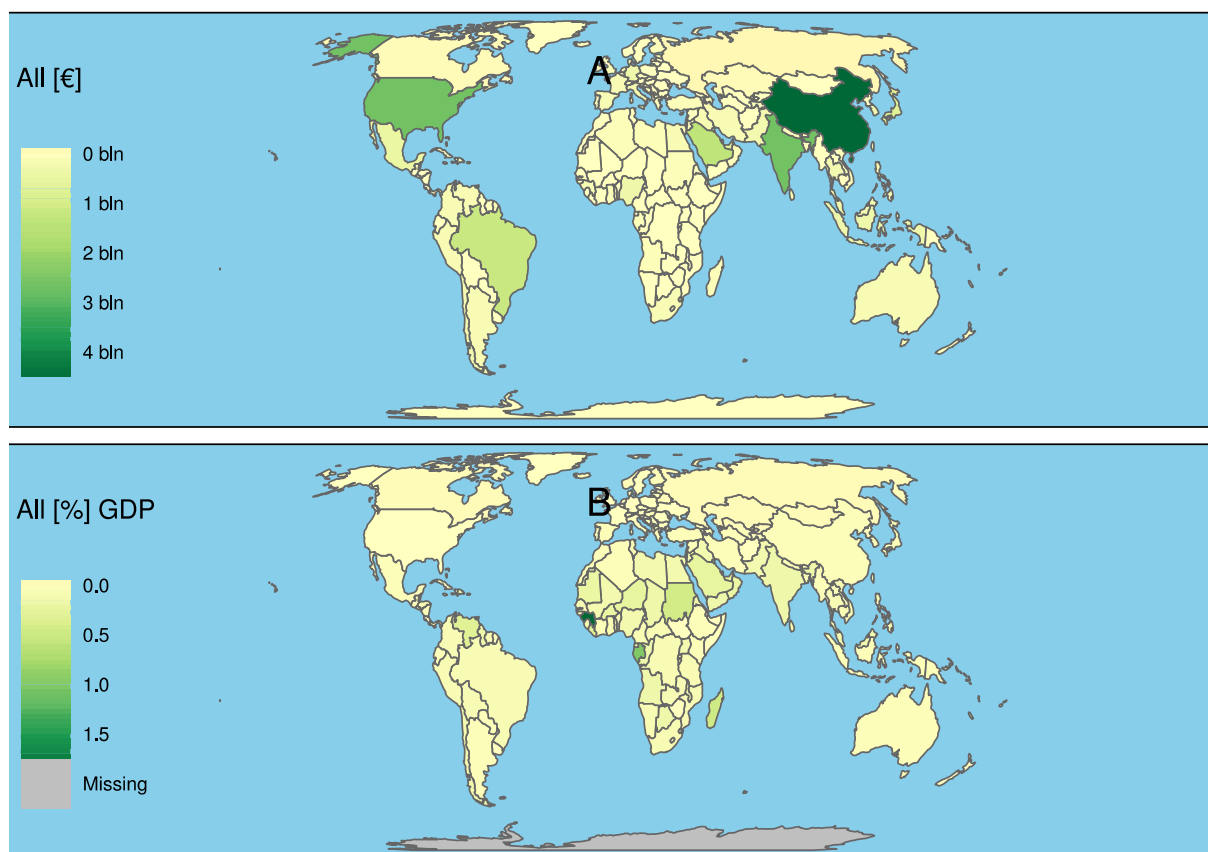 A
All [€]
0 bln
1 bln
2 bln
3 bln
4 bln
B
All [%] GDP
0.0
0.5
1.0
1.5
Missing